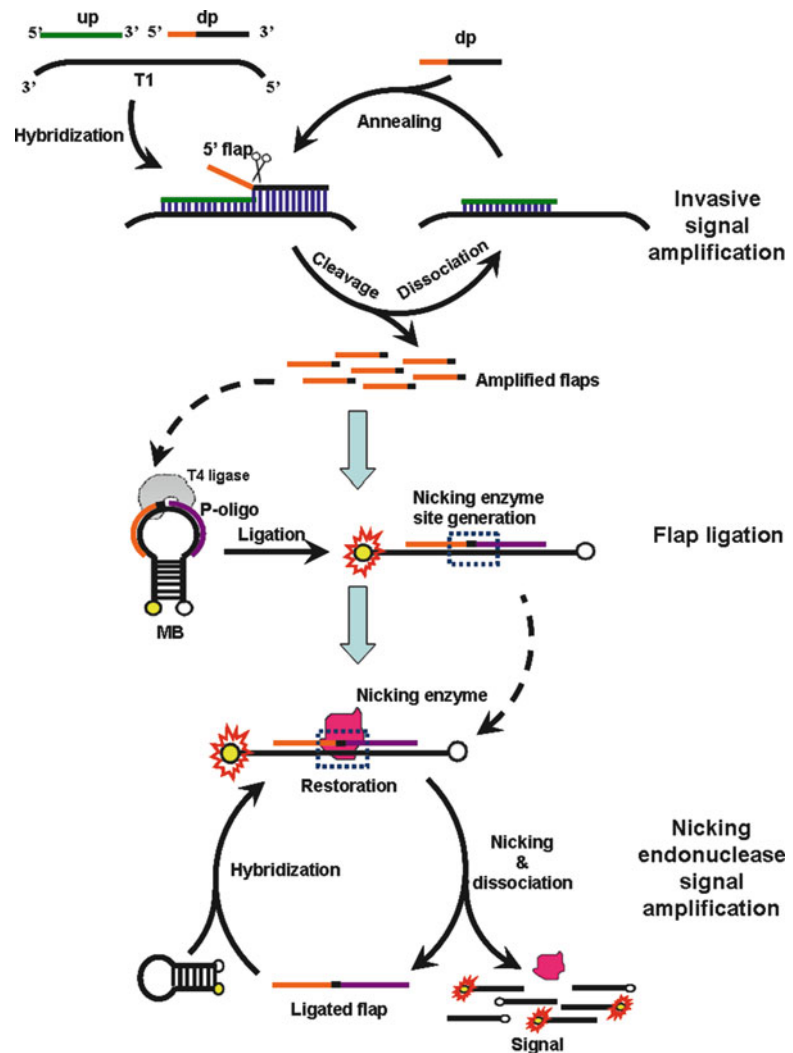 up
dp
5’
3’
5’
3’
T1
3’
5’
dp
Annealing
Hybridization
5’ flap
Invasive
signal
amplification
Cleavage
Dissociation
Amplified flaps
T4 ligase
P-oligo
Nicking enzyme
site generation
Ligation
Flap ligation
MB
Nicking enzyme
Restoration
Hybridization
Nicking
&
dissociation
Nicking
endonuclease
signal
amplification
Ligated flap
Signal